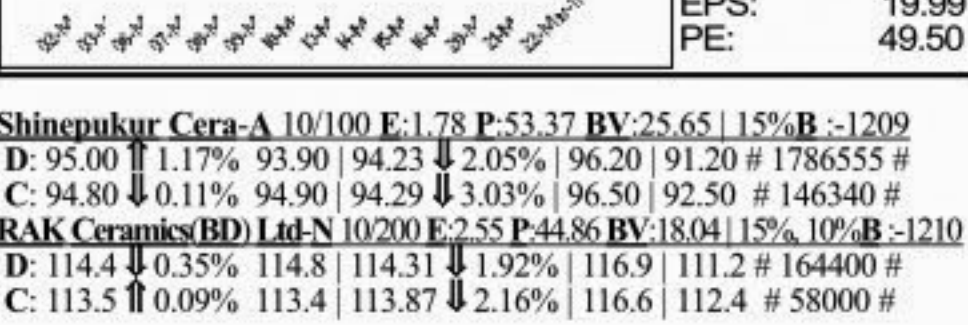 EPS: 19.99
PE: 49.50
Shinepukur Cera-A 10/100 E:1.78 P:53.37 BV:25.65 | 15%B :-1209
D: 95.00 ⇑ 1.17% 93.90 | 94.23 ⇓ 2.05% | 96.20 | 91.20 # 1786555 #
C: 94.80 ⇓ 0.11% 94.90 | 94.29 ⇓ 3.03% | 96.50 | 92.50 # 146340 #
RAK Ceramics(BD) Ltd-N 10/200 E:2.55 P:44.86 BV:18.04 | 15%, 10%B :-1210
D: 114.4 ⇓ 0.35% 114.8 | 114.31 ⇓ 1.92% | 116.9 | 111.2 # 164400 #
C: 113.5 ⇑ 0.09% 113.4 | 113.87 ⇓ 2.16% | 116.6 | 112.4 # 58000 #